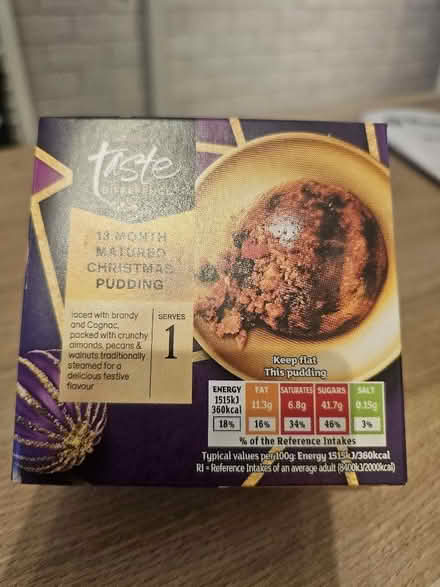 taste
DIFFERENCE
13 MONTH
MATURED
CHRISTMAS
PUDDING
laced with brandy
and Cognac,
packed with crunchy
almonds, pecans &
walnuts traditionally
steamed for a
delicious festive
flavour
SERVES
1
Keep flat
This pudding
ENERGY
1515kJ
360kcal
18%
FAT
11.3g
16%
SATURATES
6.8g
34%
SUGARS
41.7g
46%
SALT
0.15g
3%
% of the Reference Intakes
Typical values per 100g: Energy 1515kJ/360kcal
RI = Reference Intakes of an average adult (8400kJ/2000kcal)